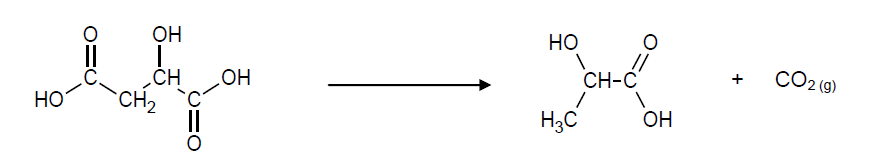 O OH HO O
CH OH CH–C + CO2 (g)
HO CH2 C H3C OH
O